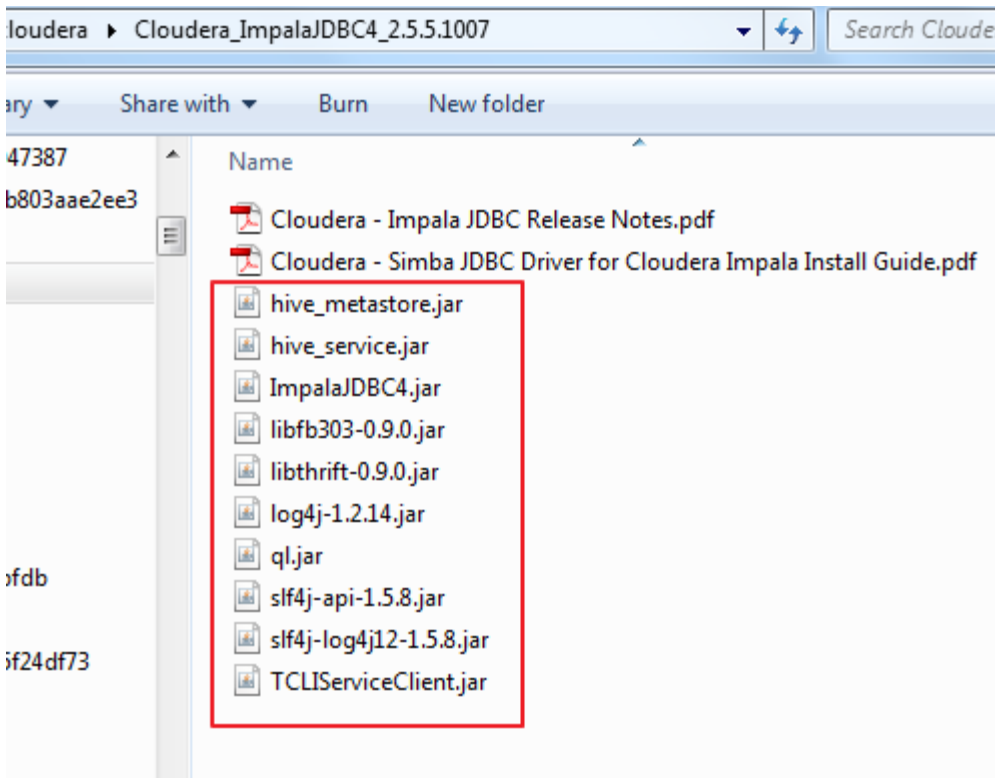 loudera ▸ Cloudera_ImpalaJDBC4_2.5.5.1007 Search Cloude
ary Share with Burn New folder
47387
b803aae2ee3
Name
Cloudera - Impala JDBC Release Notes.pdf
Cloudera - Simba JDBC Driver for Cloudera Impala Install Guide.pdf
hive_metastore.jar
hive_service.jar
ImpalaJDBC4.jar
libfb303-0.9.0.jar
libthrift-0.9.0.jar
log4j-1.2.14.jar
ql.jar
ofdb
slf4j-api-1.5.8.jar
slf4j-log4j12-1.5.8.jar
5f24df73
TCLIServiceClient.jar